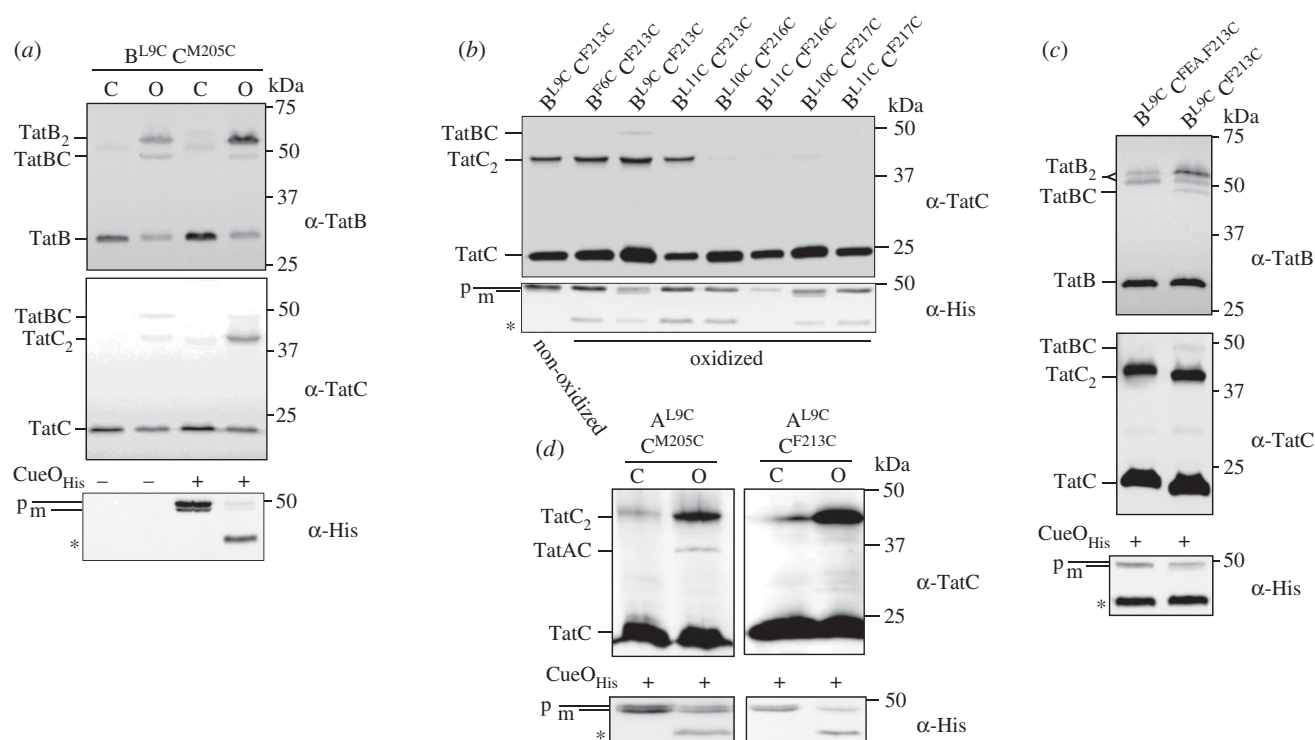 (a)
B^L9C C^M205C
C O C O kDa
75
TatB2
TatBC 50
37
α-TatB
TatB
25
TatBC 50
TatC2
37
α-TatC
25
TatC
CueOHis – – + +
p m 50
α-His
*
(b)
B^L9C C^F213C
B^F6C C^F213C
B^L9C C^F213C
B^L11C C^F213C
B^L10C C^F216C
B^L11C C^F216C
B^L10C C^F217C
B^L11C C^F217C
kDa
TatBC 50
TatC2
37
α-TatC
TatC 25
p m 50
α-His
*
non-oxidized
oxidized
(c)
B^L9C C^FEA,F213C
B^L9C C^F213C
kDa
75
TatB2
50
TatBC
37
α-TatB
TatB
25
TatBC 50
TatC2
37
α-TatC
25
TatC
CueOHis + +
p m 50
α-His
*
(d)
A^L9C A^L9C
C^M205C C^F213C
kDa
C O C O
50
TatC2
TatAC 37
α-TatC
25
TatC
CueOHis + + + +
p m 50
α-His
*